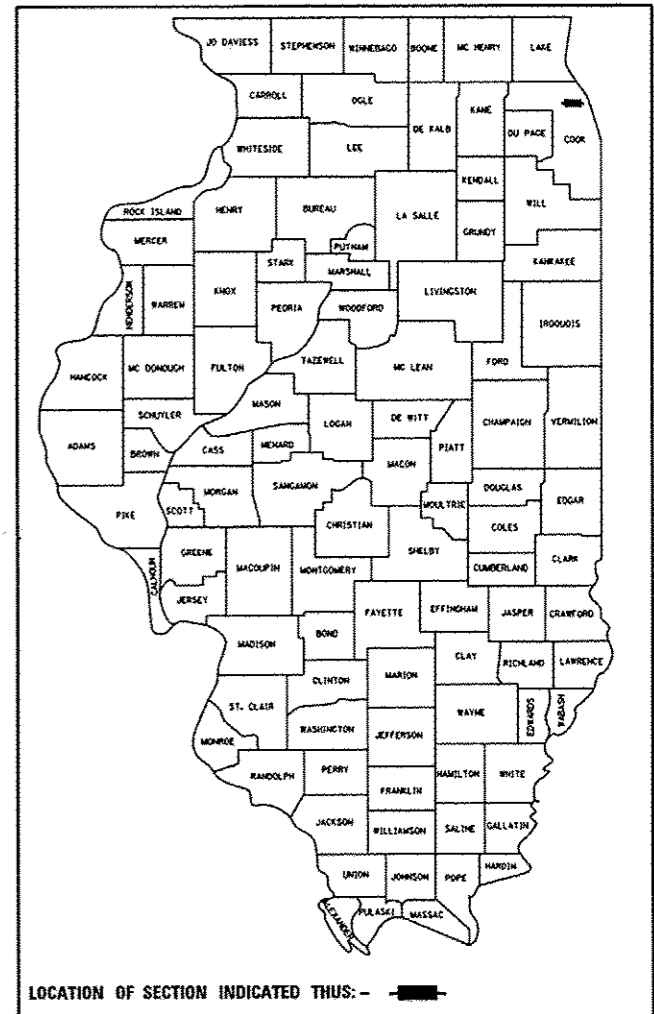 JO DAVIESS STEPHENSON WINNEBAGO BOONE MC HENRY LAKE
CARROLL OGLE KANE
DE KALB DU PAGE COOK
WHITESIDE LEE
KENDALL WILL
ROCK ISLAND HENRY BUREAU LA SALLE
GRUNDY
MERCER PUTNAM
STARK MARSHALL KANKAKEE
HENDERSON WARREN KNOX LIVINGSTON
PEORIA WOODFORD IROQUOIS
HANCOCK MC DONOUGH FULTON TAZEWELL MC LEAN FORD
MASON
SCHUYLER LOGAN DE WITT CHAMPAIGN VERMILION
ADAMS BROWN CASS MENARD PIATT
MACON
PIKE SCOTT MORGAN SANGAMON MOULTRIE DOUGLAS EDGAR
CHRISTIAN COLES
CALHOUN GREENE MACOUPIN MONTGOMERY SHELBY CUMBERLAND CLARK
JERSEY FAYETTE EFFINGHAM JASPER CRAWFORD
MADISON BOND
CLAY RICHLAND LAWRENCE
CLINTON MARION
ST. CLAIR WAYNE EDWARDS WABASH
MONROE WASHINGTON JEFFERSON
RANDOLPH PERRY HAMILTON WHITE
FRANKLIN
JACKSON WILLIAMSON SALINE GALLATIN
UNION JOHNSON POPE HARDIN
ALEXANDER PULASKI MASSAC
LOCATION OF SECTION INDICATED THUS: -